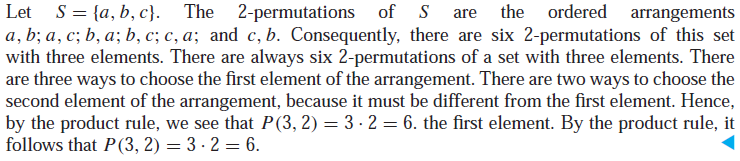 Let S = {a, b, c}. The 2-permutations of S are the ordered arrangements
a, b; a, c; b, a; b, c; c, a; and c, b. Consequently, there are six 2-permutations of this set
with three elements. There are always six 2-permutations of a set with three elements. There
are three ways to choose the first element of the arrangement. There are two ways to choose the
second element of the arrangement, because it must be different from the first element. Hence,
by the product rule, we see that P(3, 2) = 3 · 2 = 6. the first element. By the product rule, it
follows that P(3, 2) = 3 · 2 = 6.